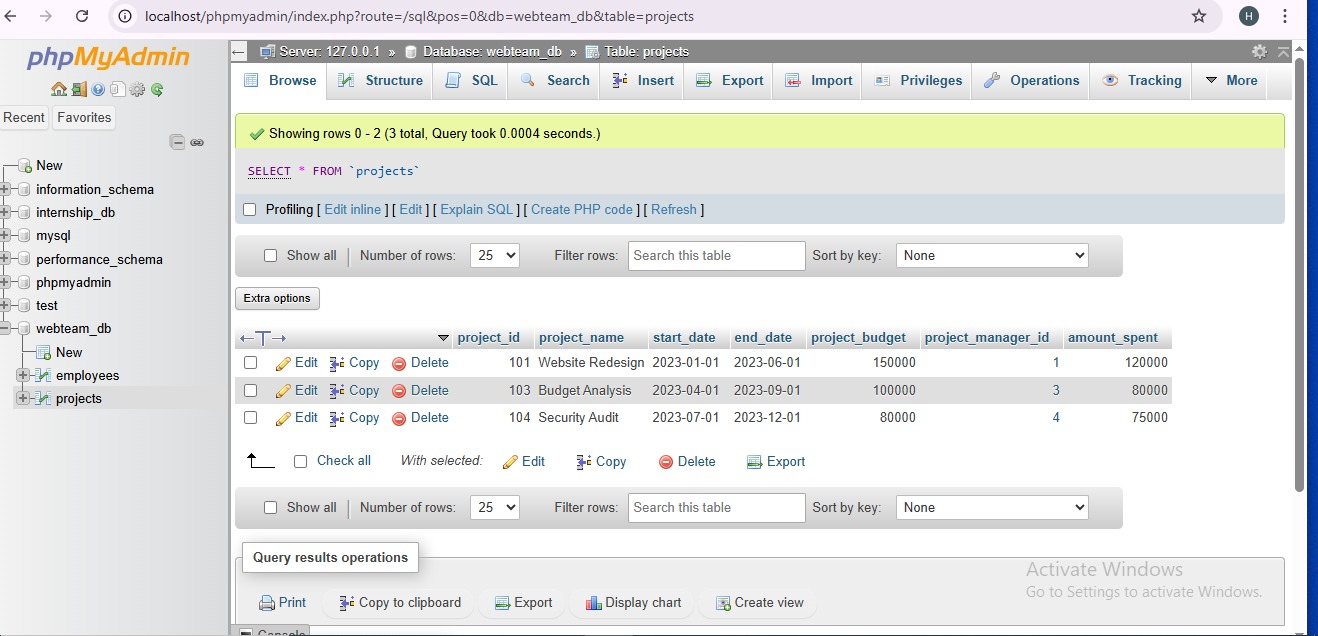 localhost/phpmyadmin/index.php?route=/sql&pos=0&db=webteam_db&table=projects
H
phpMyAdmin
Recent Favorites
New
information_schema
internship_db
mysql
performance_schema
phpmyadmin
test
webteam_db
New
employees
projects
Server: 127.0.0.1 » Database: webteam_db » Table: projects
Browse Structure SQL Search Insert Export Import Privileges Operations Tracking More
Showing rows 0 - 2 (3 total, Query took 0.0004 seconds.)
SELECT * FROM `projects`
Profiling [ Edit inline ] [ Edit ] [ Explain SQL ] [ Create PHP code ] [ Refresh ]
Show all | Number of rows: 25 Filter rows: Search this table Sort by key: None
Extra options
←T→ project_id project_name start_date end_date project_budget project_manager_id amount_spent
Edit Copy Delete 101 Website Redesign 2023-01-01 2023-06-01 150000 1 120000
Edit Copy Delete 103 Budget Analysis 2023-04-01 2023-09-01 100000 3 80000
Edit Copy Delete 104 Security Audit 2023-07-01 2023-12-01 80000 4 75000
Check all With selected: Edit Copy Delete Export
Show all | Number of rows: 25 Filter rows: Search this table Sort by key: None
Query results operations
Print Copy to clipboard Export Display chart Create view
Activate Windows
Go to Settings to activate Windows.
Console